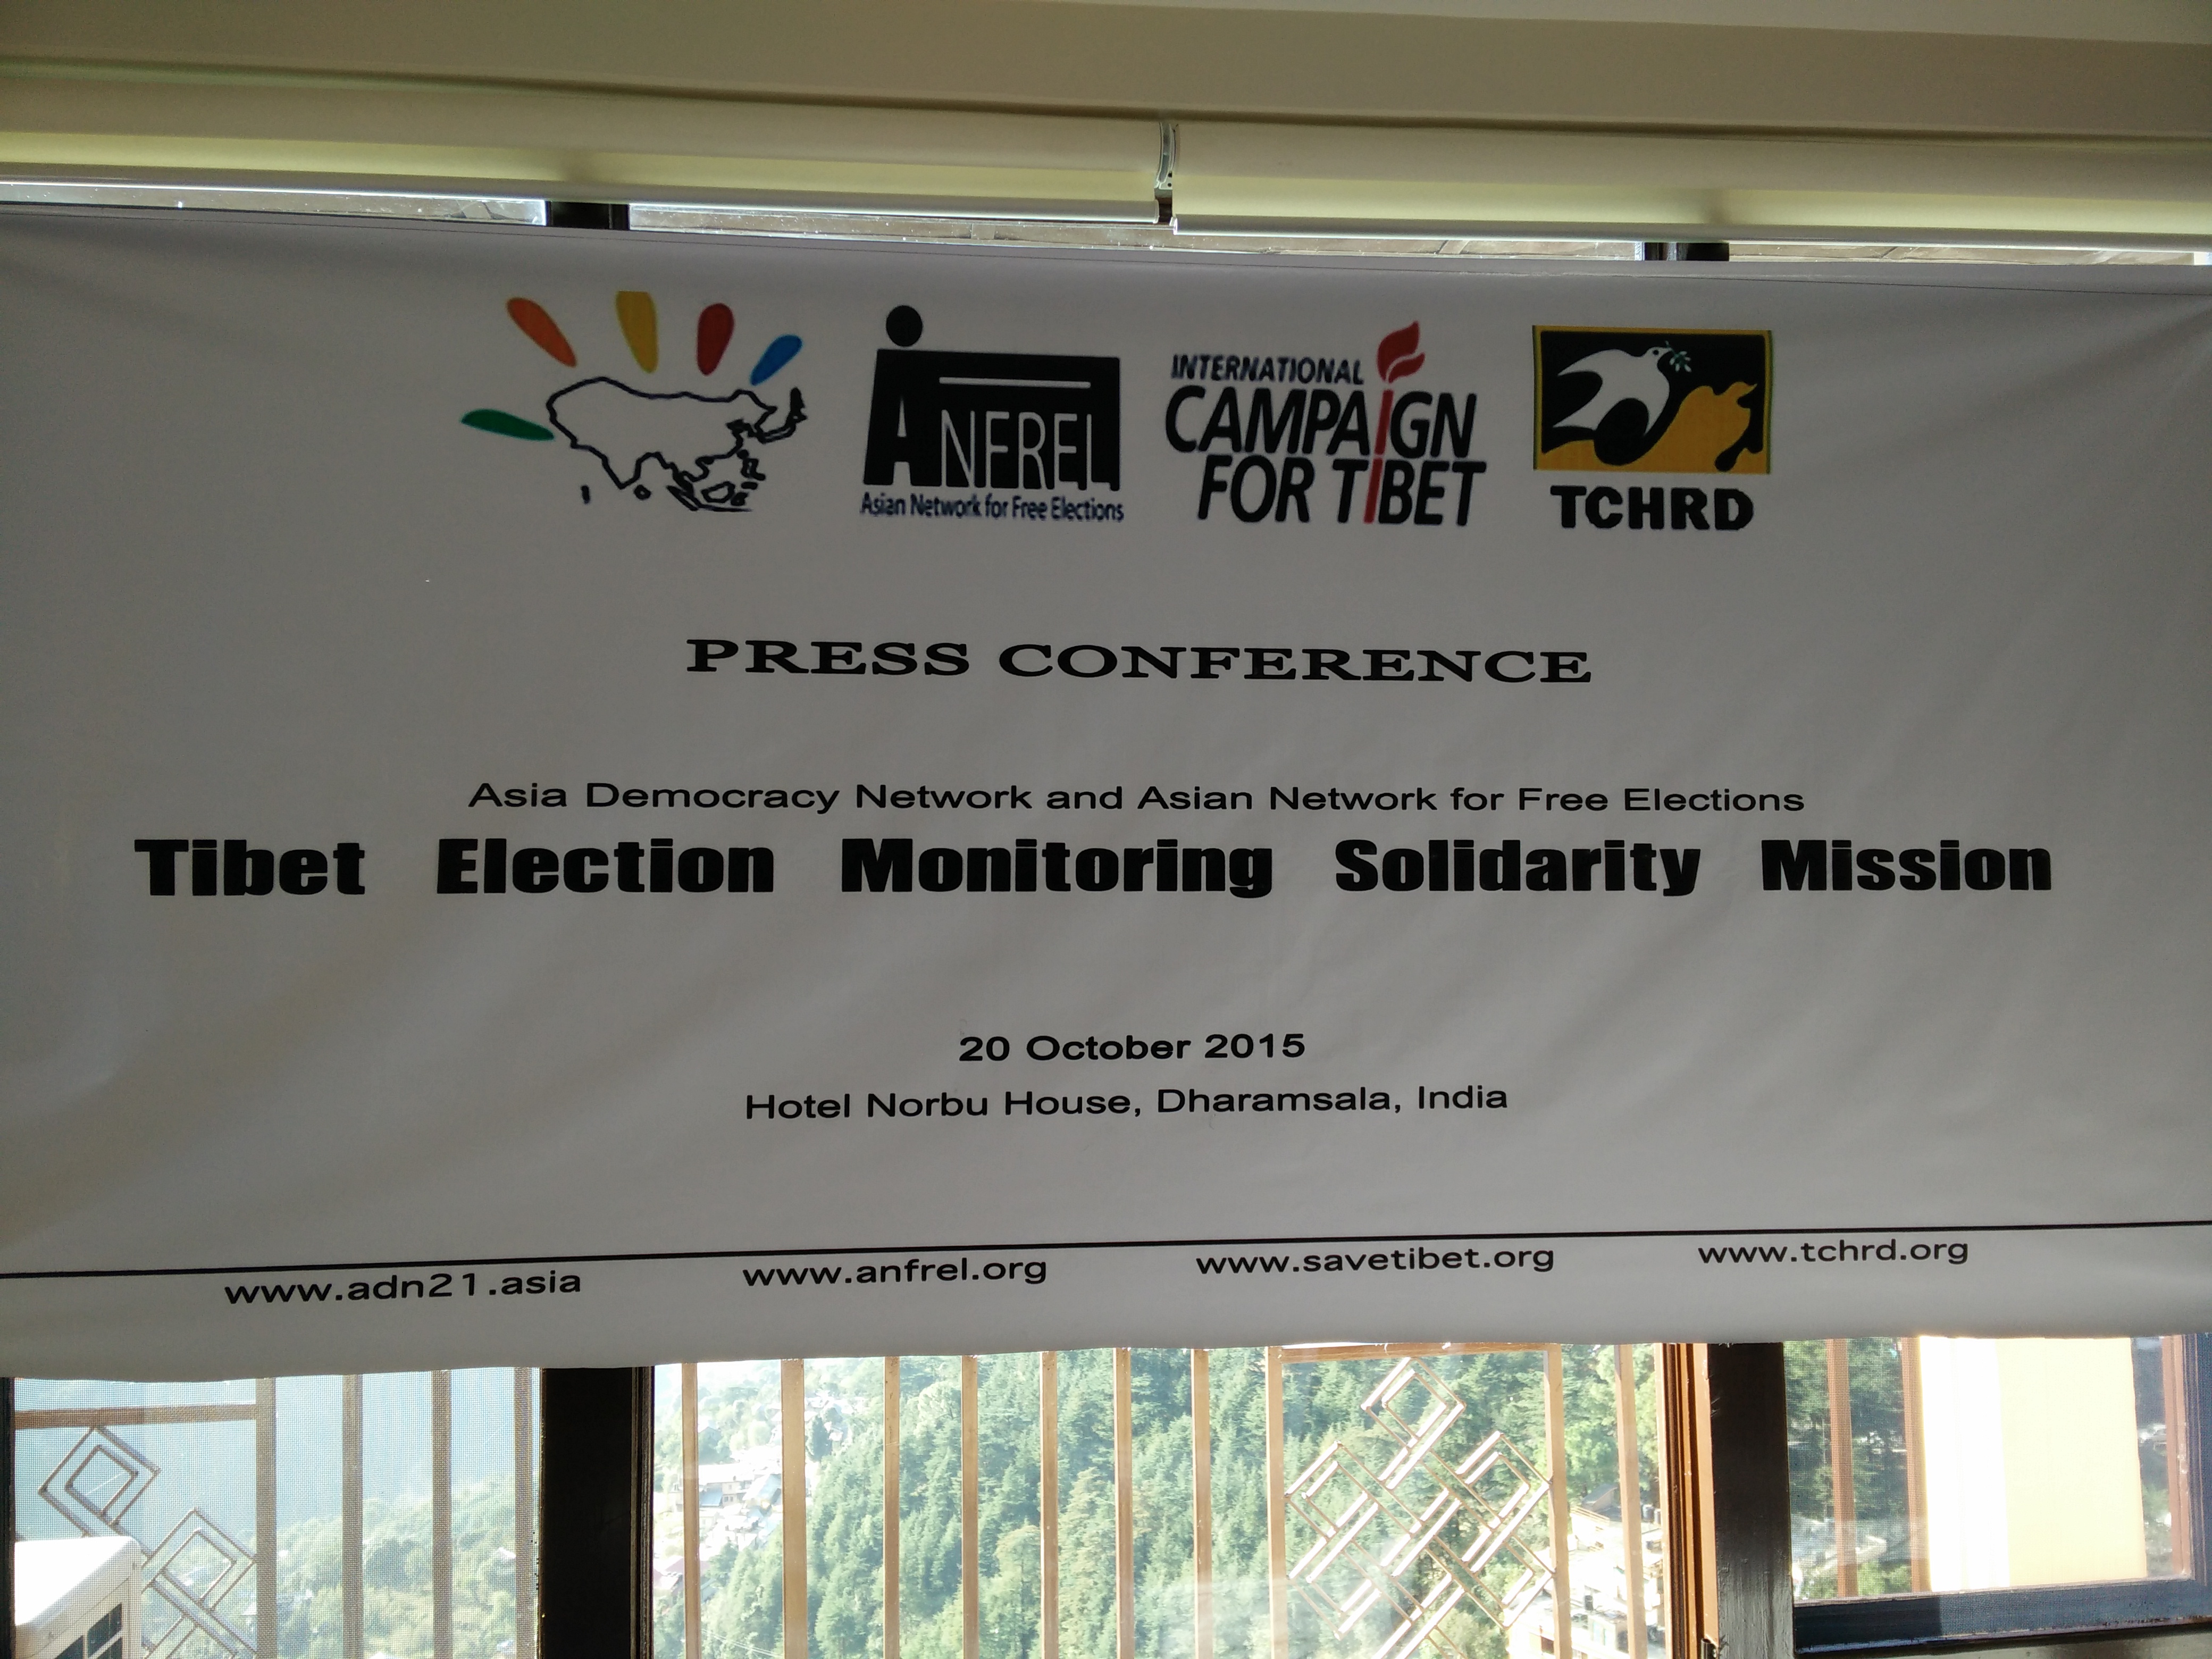 ANFREL
Asian Network for Free Elections
INTERNATIONAL
CAMPAIGN
FOR TIBET
TCHRD
PRESS CONFERENCE
Asia Democracy Network and Asian Network for Free Elections
Tibet Election Monitoring Solidarity Mission
20 October 2015
Hotel Norbu House, Dharamsala, India
www.adn21.asia www.anfrel.org www.savetibet.org www.tchrd.org